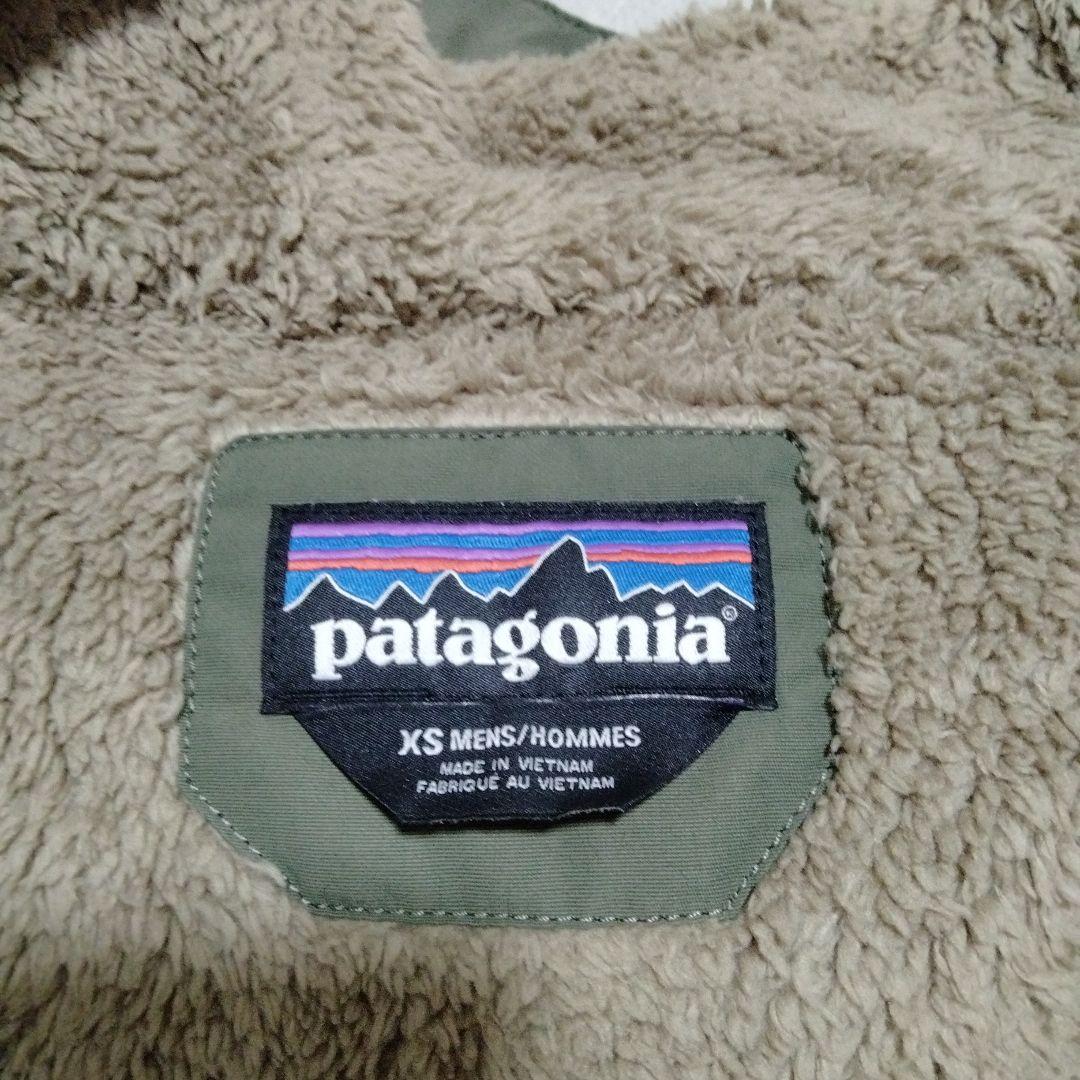 patagonia®
XS MENS/HOMMES
MADE IN VIETNAM
FABRIQUÉ AU VIETNAM